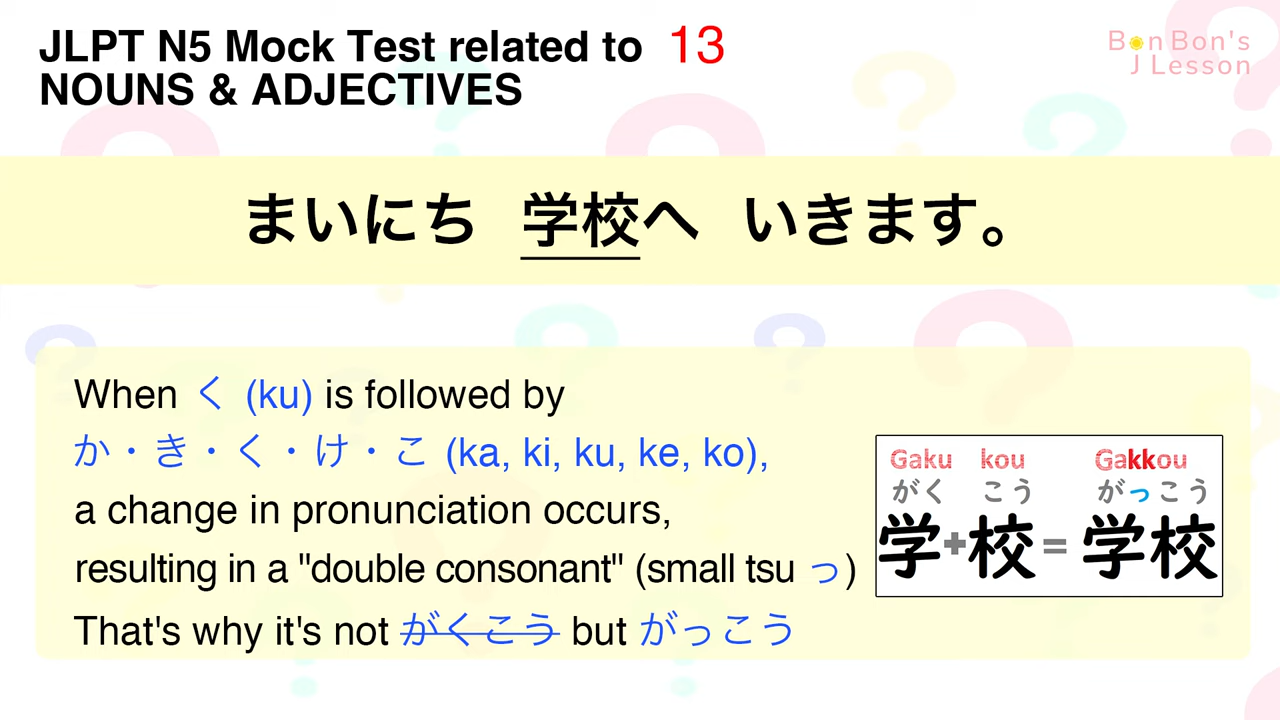 JLPT N5 Mock Test related to 13
NOUNS & ADJECTIVES
BonBon's
J Lesson
まいにち 学校へ いきます。
When く (ku) is followed by
か・き・く・け・こ (ka, ki, ku, ke, ko),
a change in pronunciation occurs,
resulting in a "double consonant" (small tsu っ)
That's why it's not がくこう but がっこう
Gaku kou Gakkou
がく こう がっこう
学+校=学校